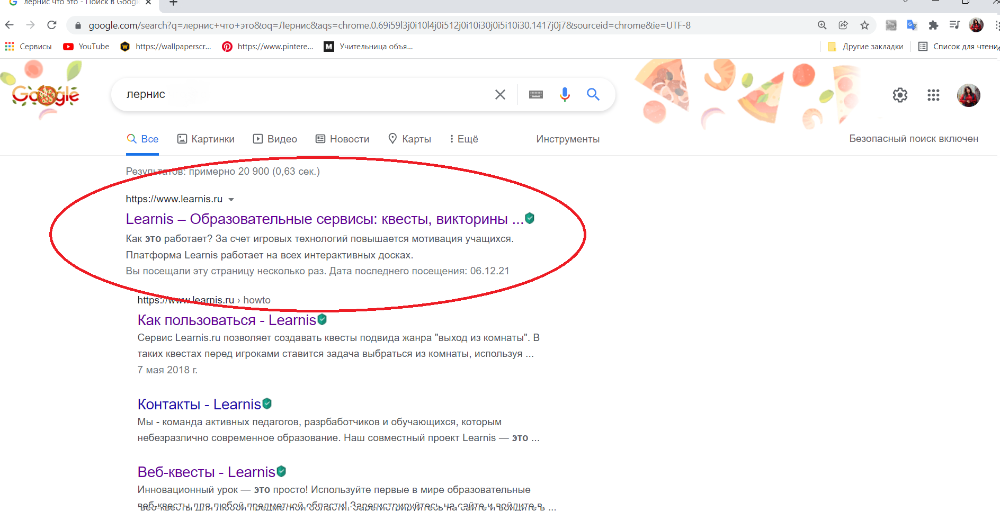 лернис что это - Поиск в Googl
google.com/search?q=лернис+что+это&oq=Лернис&aqs=chrome.0.69i59l3j0i10l4j0i512j0i10i30j0i5i10i30.1417j0j7&sourceid=chrome&ie=UTF-8
Сервисы YouTube https://wallpaperscr... https://www.pintere... Учительница объя... Другие закладки Список для чтени
Google
лернис
Все Картинки Видео Новости Карты Ещё Инструменты Безопасный поиск включен
Результатов: примерно 20 900 (0,63 сек.)
https://www.learnis.ru
Learnis – Образовательные сервисы: квесты, викторины ...
Как это работает? За счет игровых технологий повышается мотивация учащихся.
Платформа Learnis работает на всех интерактивных досках.
Вы посещали эту страницу несколько раз. Дата последнего посещения: 06.12.21
https://www.learnis.ru › howto
Как пользоваться - Learnis
Сервис Learnis.ru позволяет создавать квесты подвида жанра "выход из комнаты". В
таких квестах перед игроками ставится задача выбраться из комнаты, используя ...
7 мая 2018 г.
Контакты - Learnis
Мы - команда активных педагогов, разрбаботчиков и обучающихся, которым
небезразлично современное образование. Наш совместный проект Learnis — это ...
Веб-квесты - Learnis
Инновационный урок — это просто! Используйте первые в мире образовательные
веб-квесты для любой предметной области! Зарегистрируйтесь на сайте и войдите в ...